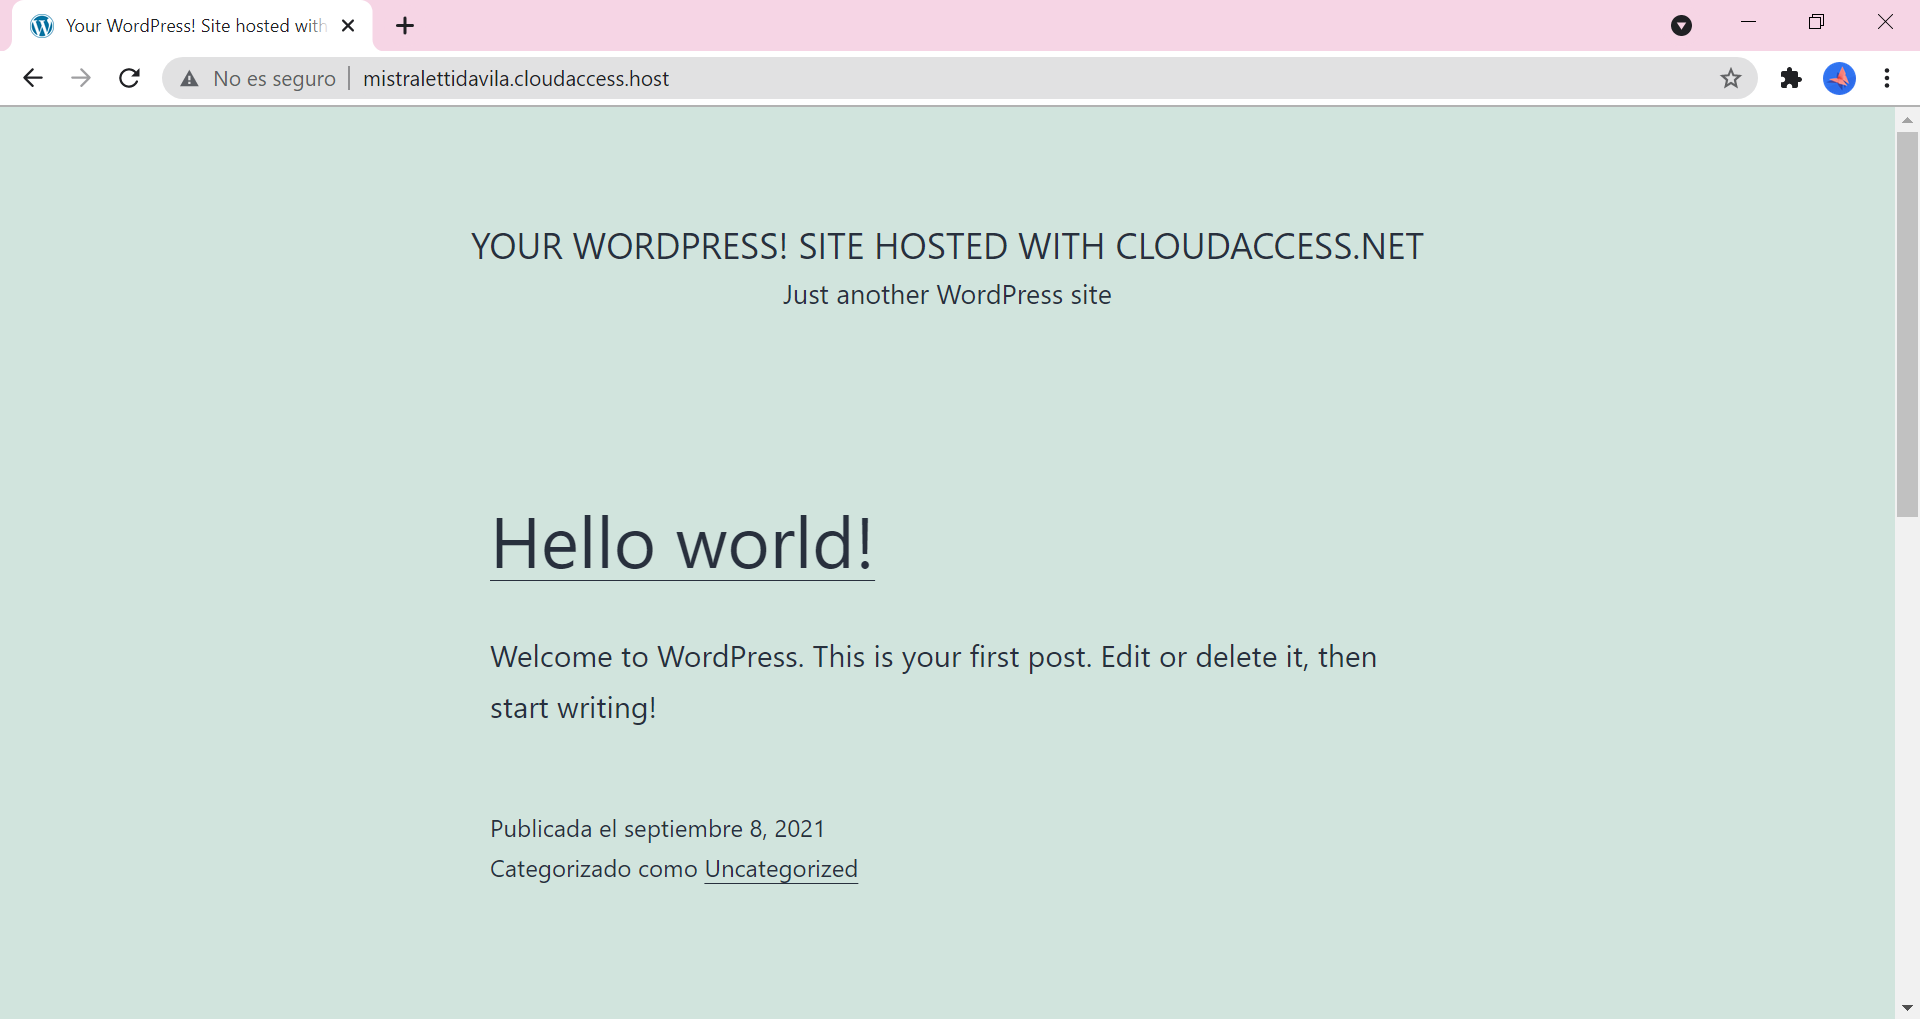 Your WordPress! Site hosted with
No es seguro | mistralettidavila.cloudaccess.host
YOUR WORDPRESS! SITE HOSTED WITH CLOUDACCESS.NET
Just another WordPress site
Hello world!
Welcome to WordPress. This is your first post. Edit or delete it, then
start writing!
Publicada el septiembre 8, 2021
Categorizado como Uncategorized